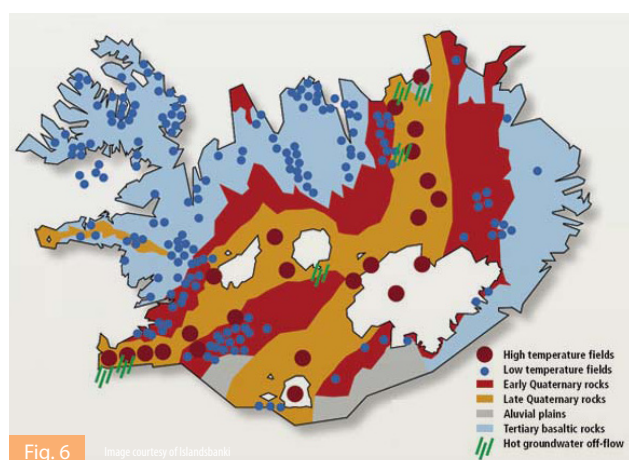 High temperature fields
Low temperature fields
Early Quaternary rocks
Late Quaternary rocks
Aluvial plains
Tertiary basaltic rocks
Hot groundwater off-flow
Fig. 6
Image courtesy of Islandsbanki